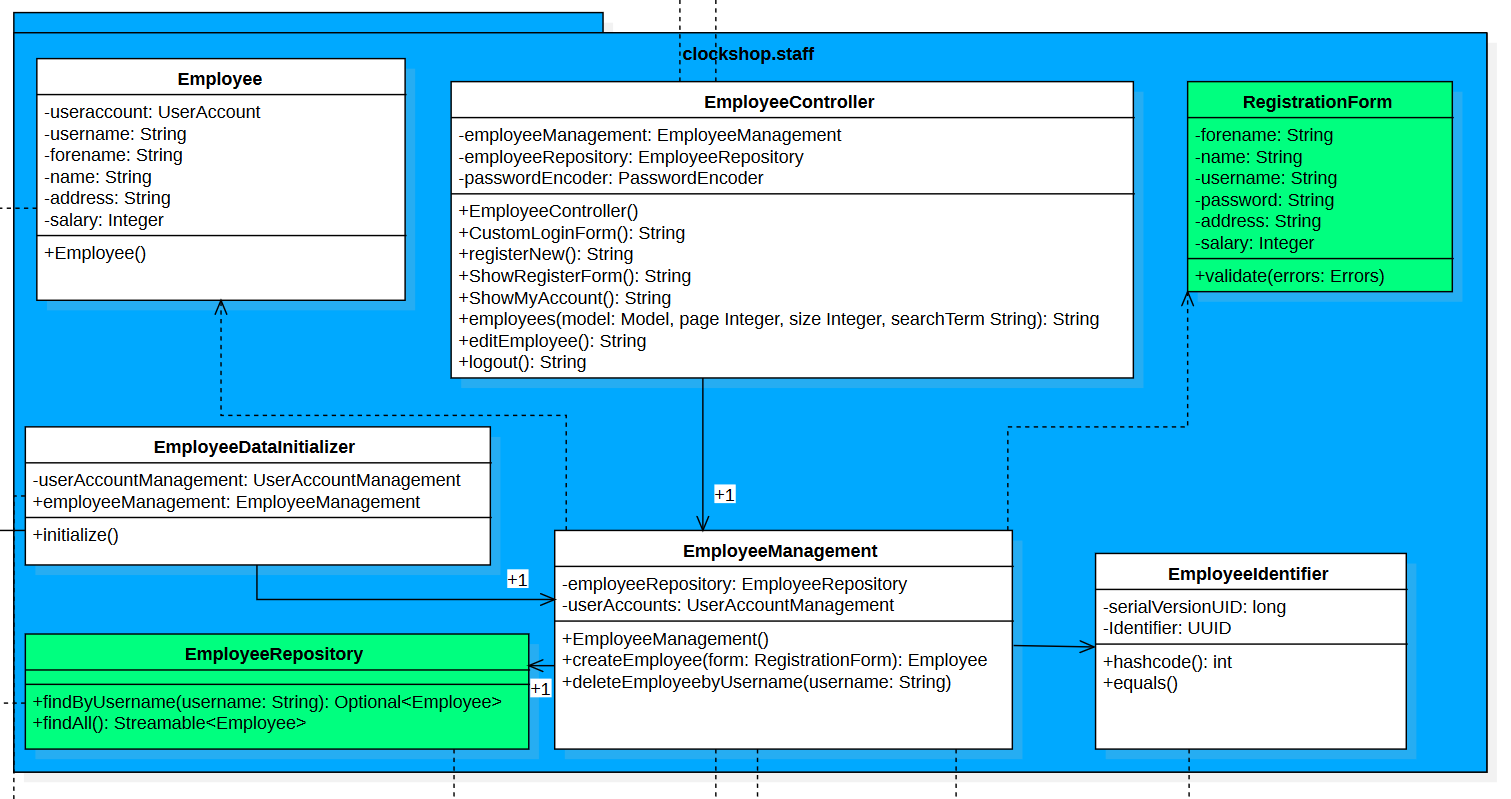 clockshop.staff
Employee
-useraccount: UserAccount
-username: String
-forename: String
-name: String
-address: String
-salary: Integer
+Employee()
EmployeeController
-employeeManagement: EmployeeManagement
-employeeRepository: EmployeeRepository
-passwordEncoder: PasswordEncoder
+EmployeeController()
+CustomLoginForm(): String
+registerNew(): String
+ShowRegisterForm(): String
+ShowMyAccount(): String
+employees(model: Model, page Integer, size Integer, searchTerm String): String
+editEmployee(): String
+logout(): String
RegistrationForm
-forename: String
-name: String
-username: String
-password: String
-address: String
-salary: Integer
+validate(errors: Errors)
EmployeeDataInitializer
-userAccountManagement: UserAccountManagement
+employeeManagement: EmployeeManagement
+initialize()
+1
+1
EmployeeManagement
-employeeRepository: EmployeeRepository
-userAccounts: UserAccountManagement
+EmployeeManagement()
+createEmployee(form: RegistrationForm): Employee
+deleteEmployeebyUsername(username: String)
EmployeeIdentifier
-serialVersionUID: long
-Identifier: UUID
+hashcode(): int
+equals()
EmployeeRepository
+findByUsername(username: String): Optional<Employee>
+findAll(): Streamable<Employee>
+1